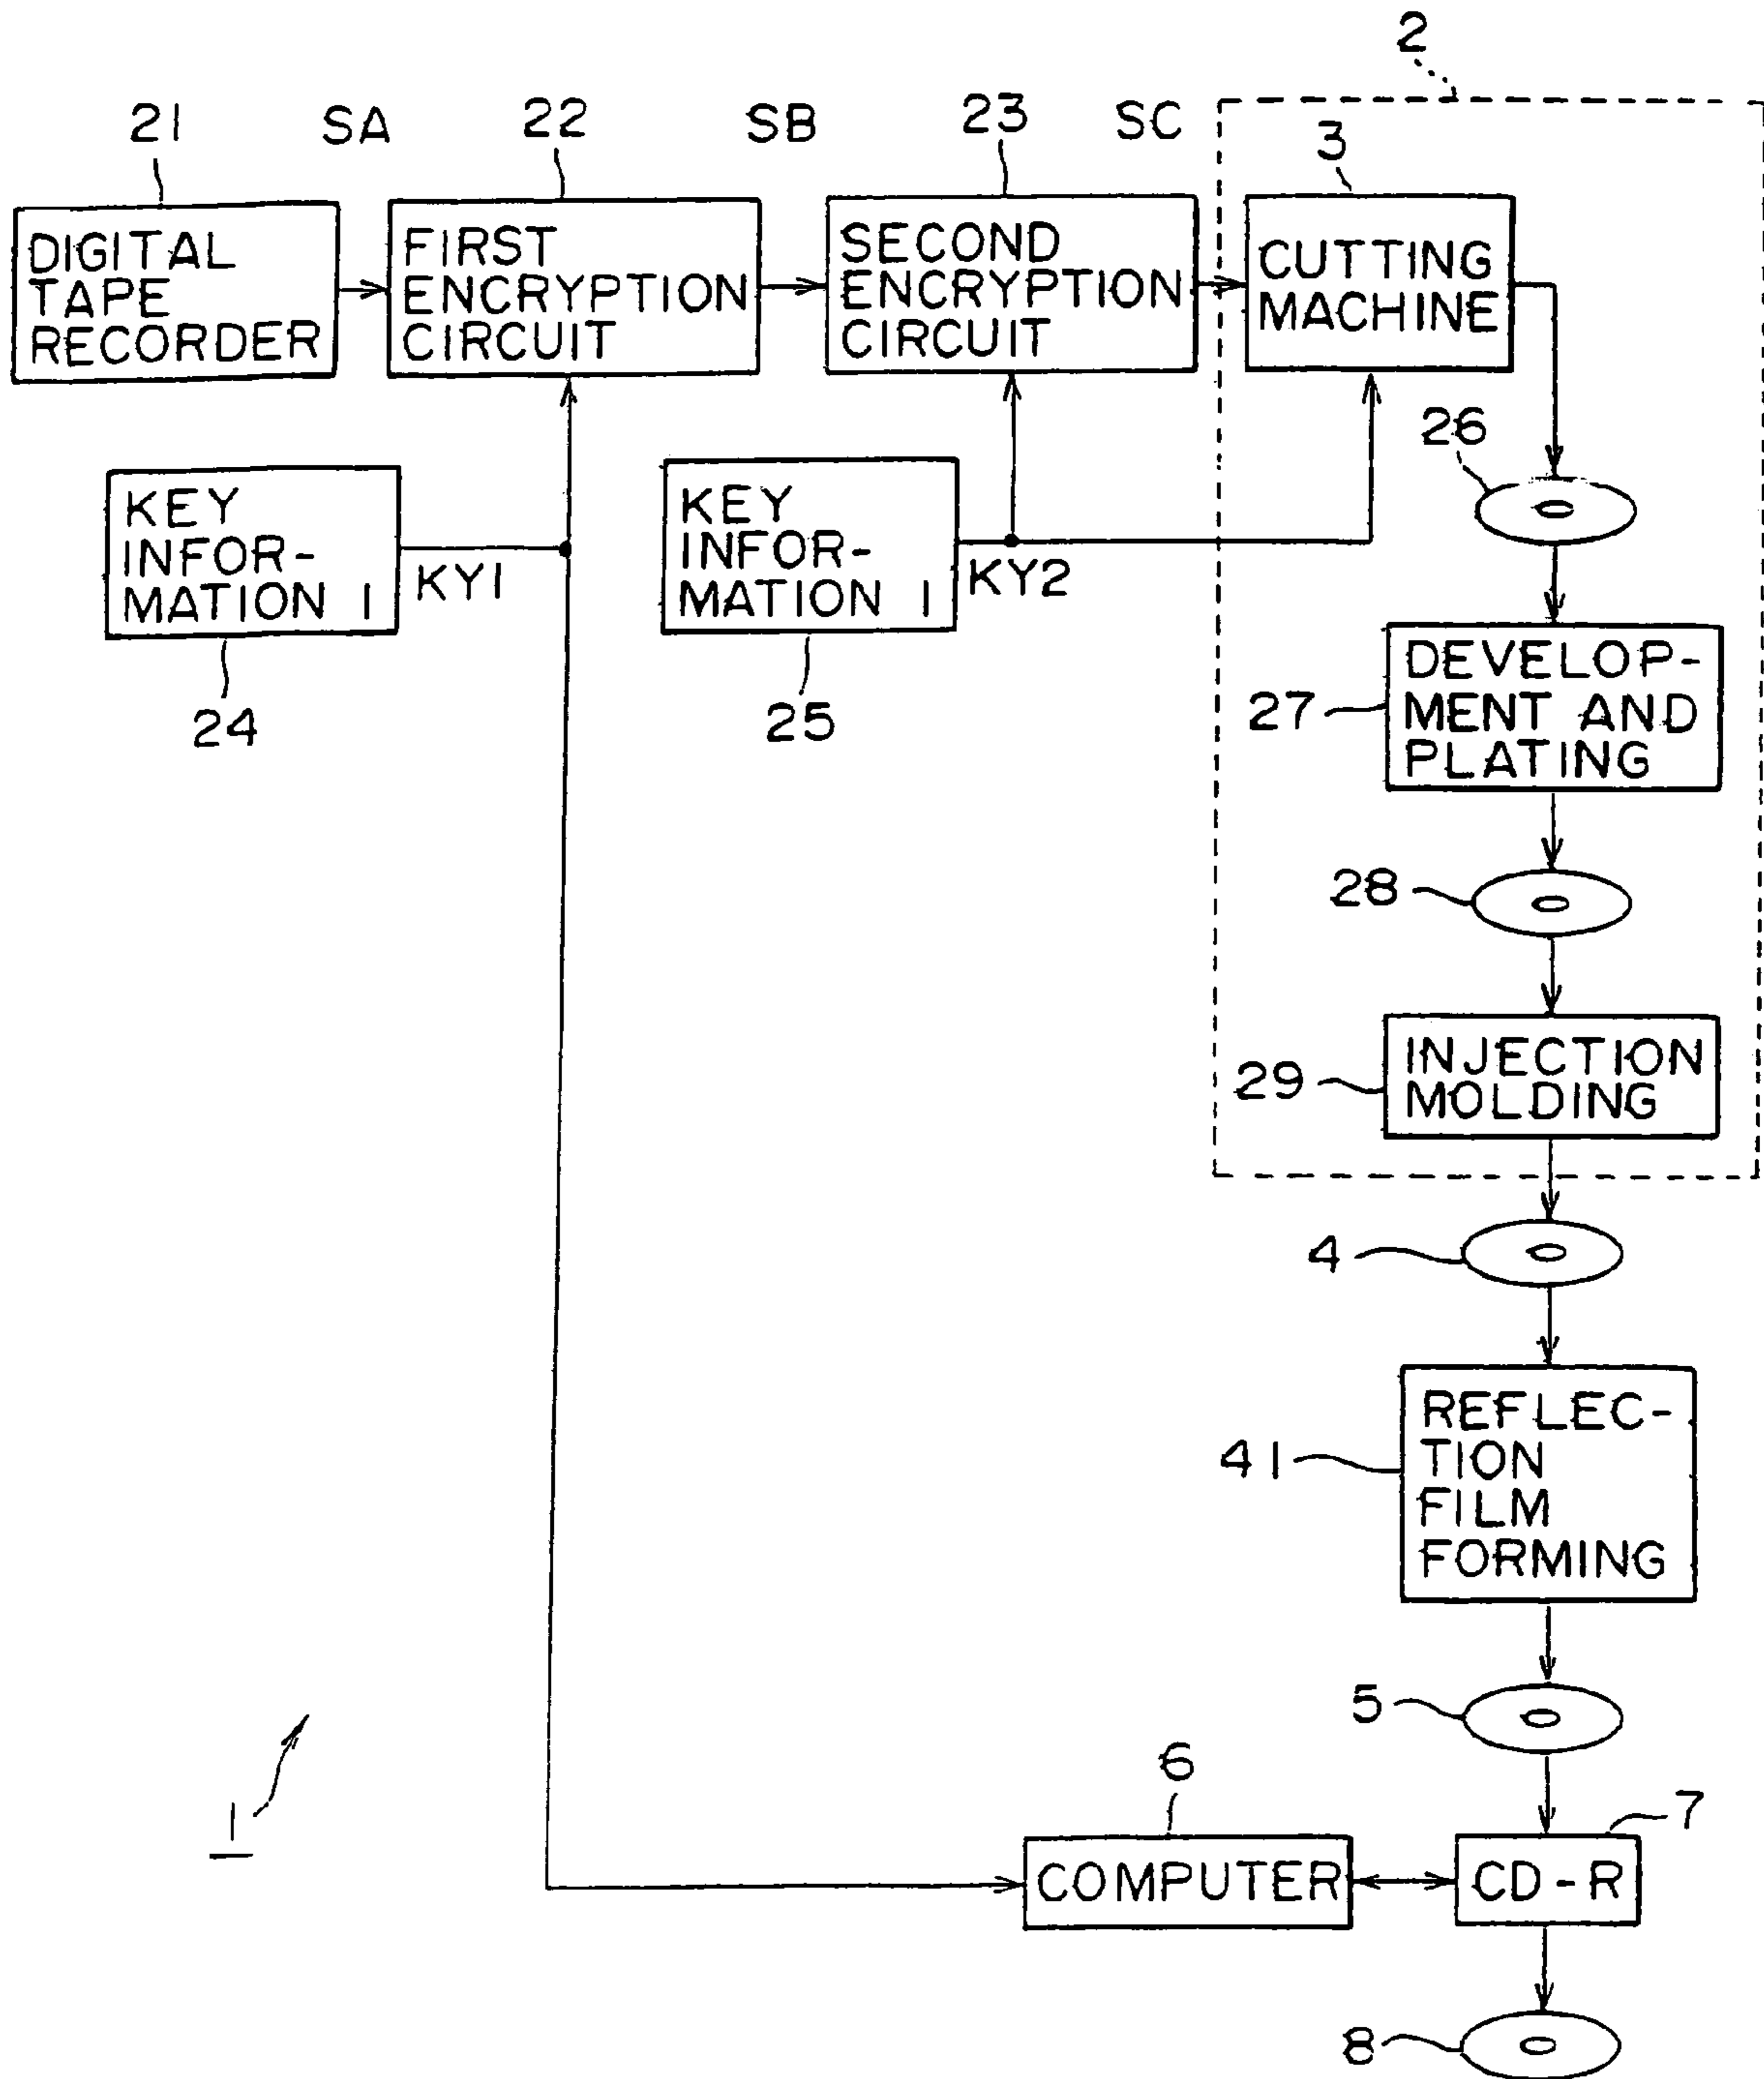 2
21
SA
22
SB
23
SC
3
DIGITAL
TAPE
RECORDER
FIRST
ENCRYPTION
CIRCUIT
SECOND
ENCRYPTION
CIRCUIT
CUTTING
MACHINE
26
KEY
INFOR-
MATION 1
KY1
KEY
INFOR-
MATION 1
KY2
24
25
27
DEVELOP-
MENT AND
PLATING
28
29
INJECTION
MOLDING
4
41
REFLEC-
TION
FILM
FORMING
5
6
7
1
COMPUTER
CD-R
8